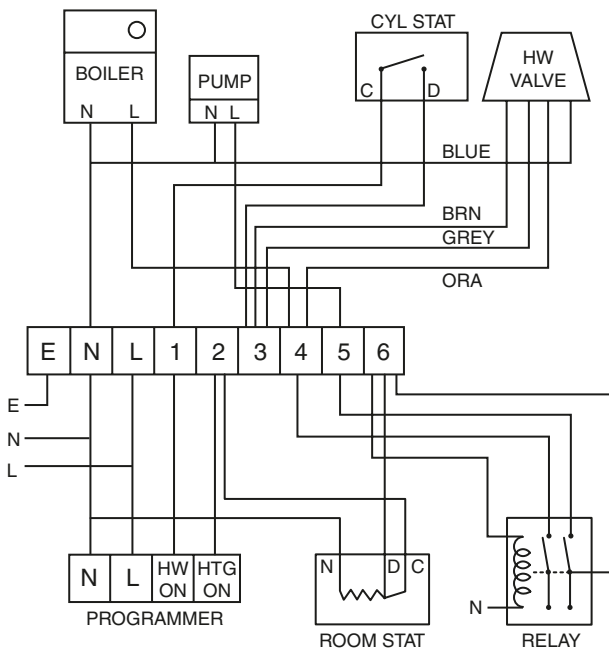 CYL STAT
BOILER
N L
PUMP
N L
C D
HW
VALVE
BLUE
BRN
GREY
ORA
E N L 1 2 3 4 5 6
E
N
L
N L HW ON HTG ON
PROGRAMMER
N D C
ROOM STAT
N
RELAY